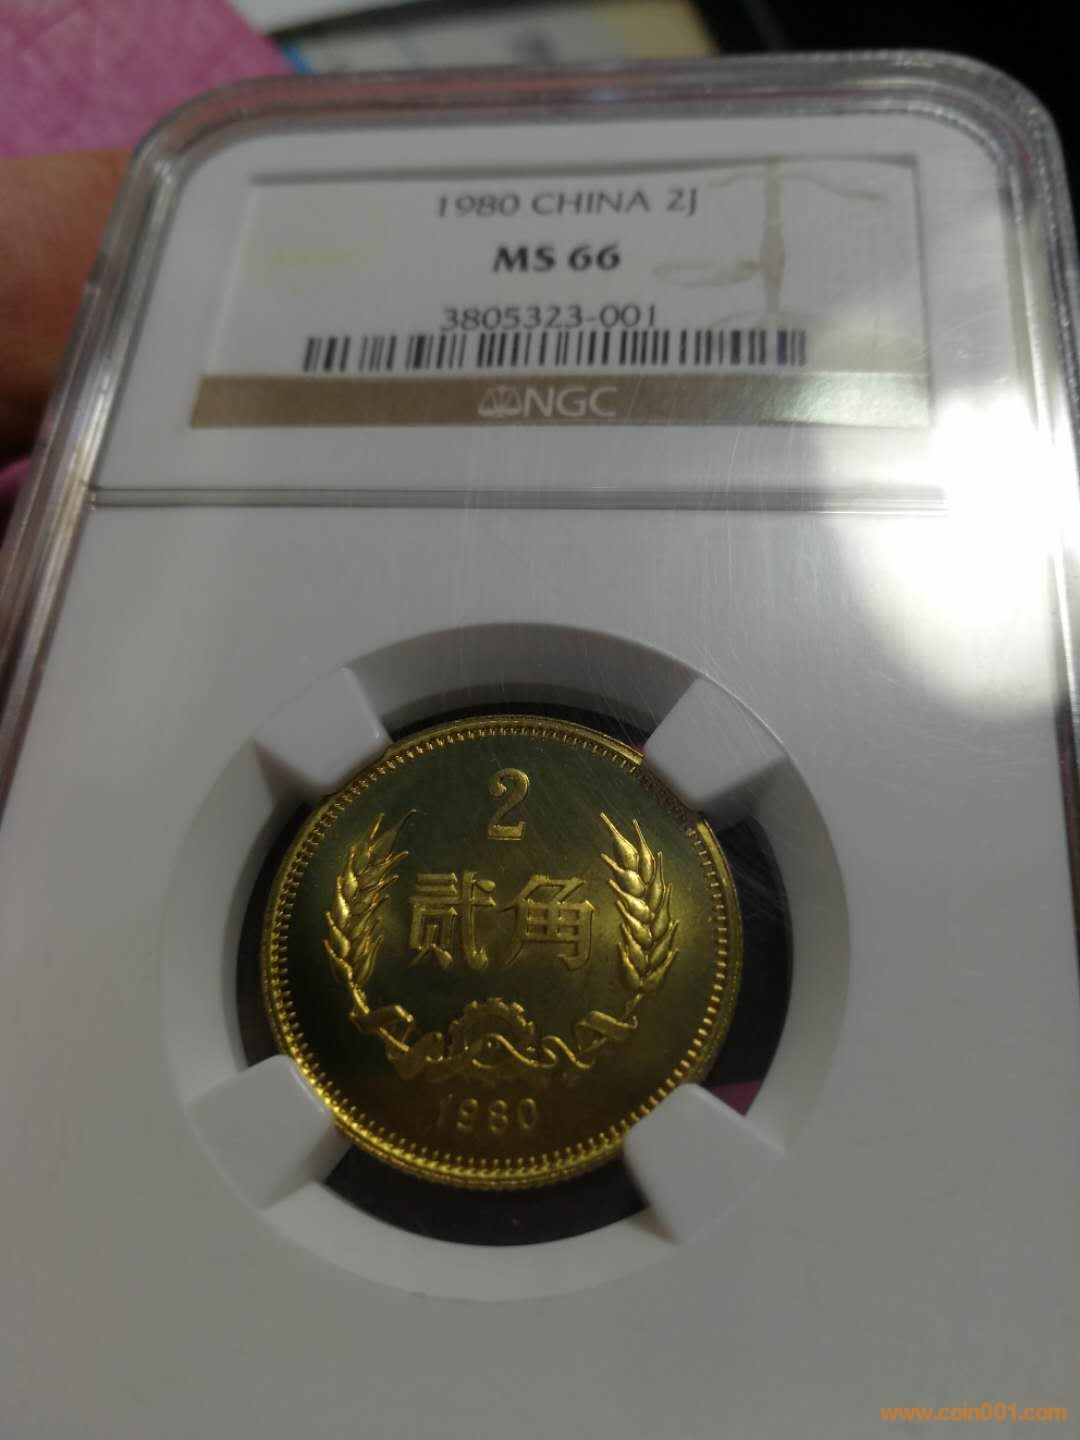 1980 CHINA 2J
MS 66
3805323-001
NGC
2
贰角
1980
www.coin001.com